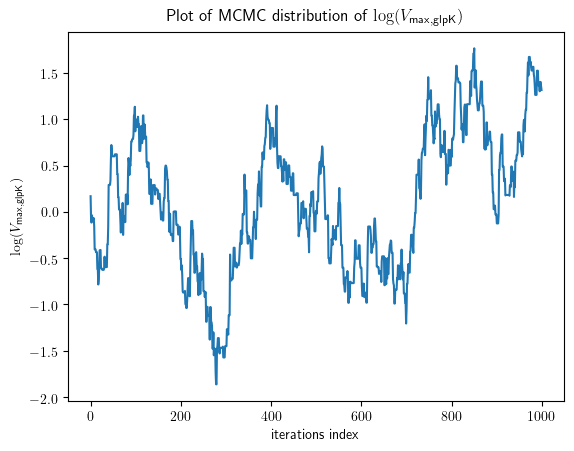 Plot of MCMC distribution of log(V_max,glpK)
log(V_max,glpK)
1.5
1.0
0.5
0.0
−0.5
−1.0
−1.5
−2.0
0 200 400 600 800 1000
iterations index